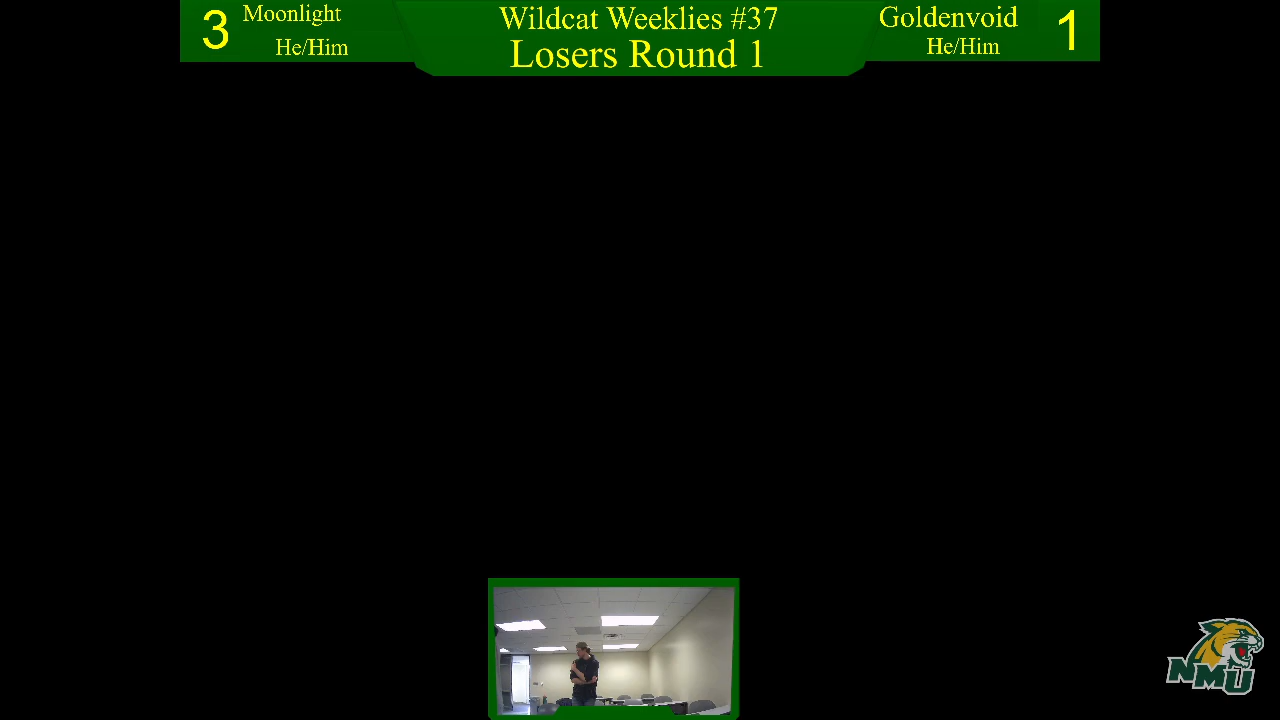 3
Moonlight
He/Him
Wildcat Weeklies #37
Losers Round 1
Goldenvoid
He/Him
1
NMU